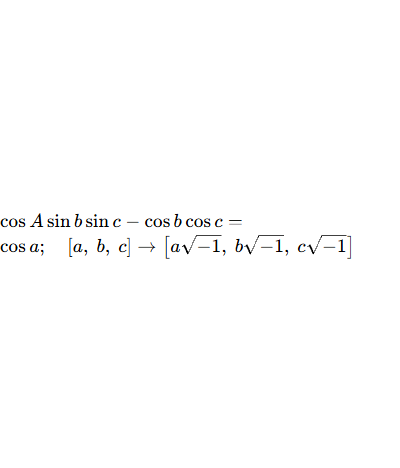 cos A sin b sin c − cos b cos c =
cos a; [a, b, c] → [a√−1, b√−1, c√−1]